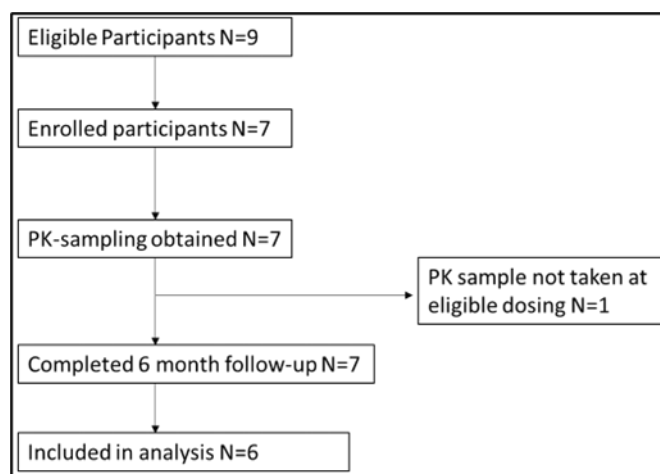 Eligible Participants N=9
Enrolled participants N=7
PK-sampling obtained N=7
PK sample not taken at
eligible dosing N=1
Completed 6 month follow-up N=7
Included in analysis N=6